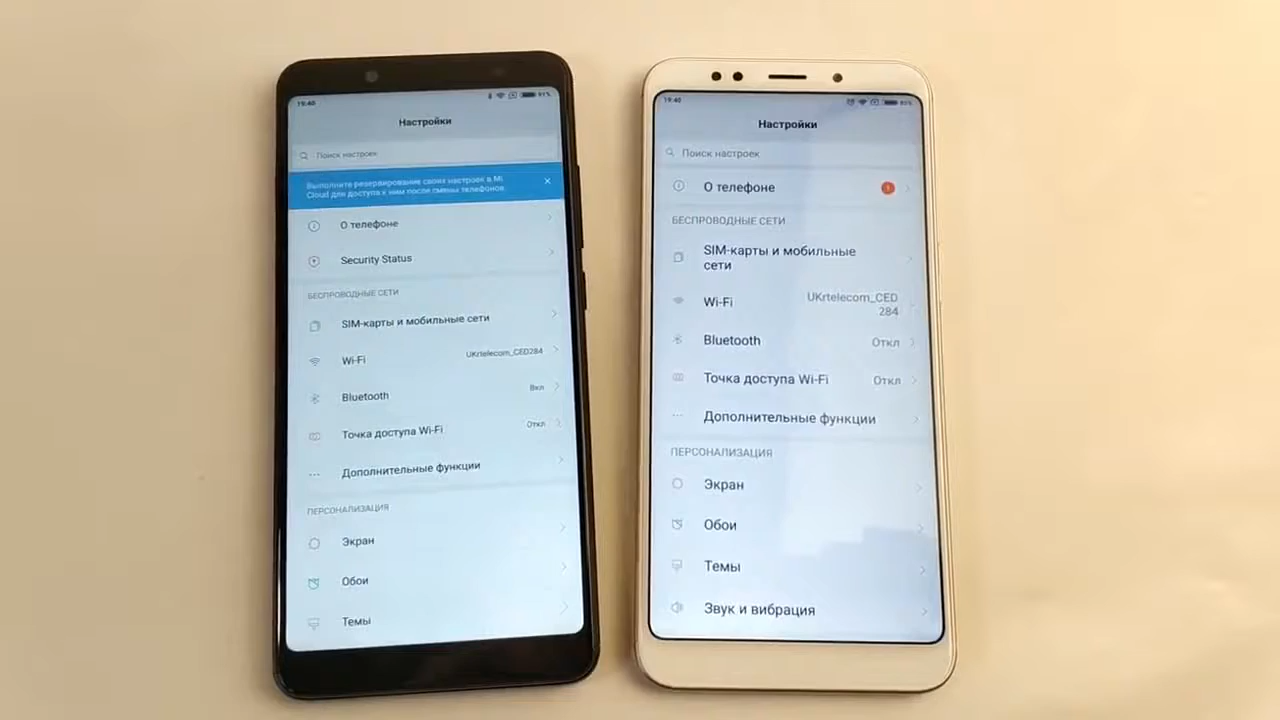 19:40
91%
Настройки
Поиск настроек
Выполните резервирование своих настроек в Mi
Cloud для доступа к ним после смены телефонов.
О телефоне
Security Status
БЕСПРОВОДНЫЕ СЕТИ
SIM-карты и мобильные сети
Wi-Fi
UKrtelecom_CED284
Bluetooth
Вкл
Точка доступа Wi-Fi
Откл
Дополнительные функции
ПЕРСОНАЛИЗАЦИЯ
Экран
Обои
Темы
19:40
Настройки
Поиск настроек
О телефоне
1
БЕСПРОВОДНЫЕ СЕТИ
SIM-карты и мобильные
сети
Wi-Fi
UKrtelecom_CED
284
Bluetooth
Откл
Точка доступа Wi-Fi
Откл
Дополнительные функции
ПЕРСОНАЛИЗАЦИЯ
Экран
Обои
Темы
Звук и вибрация